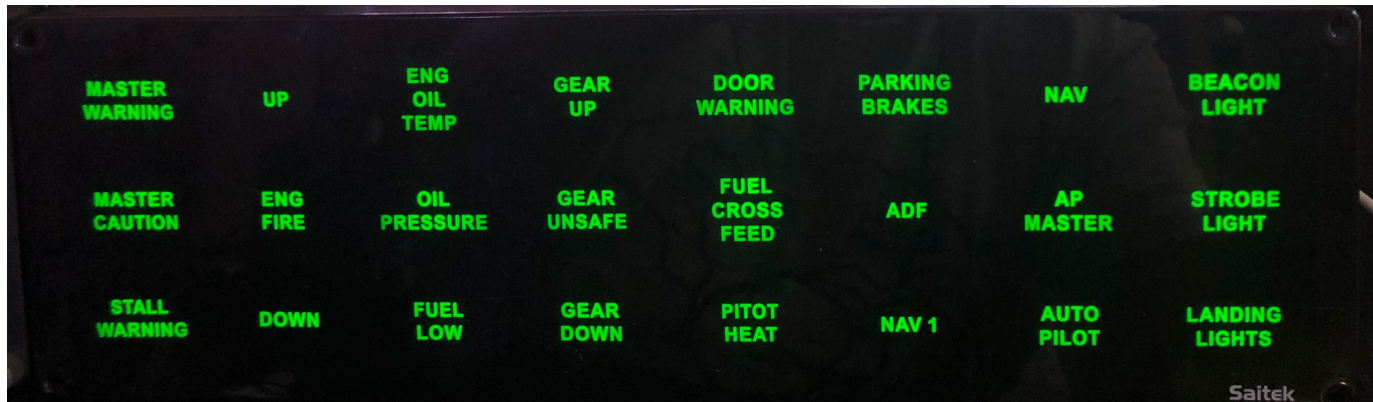 MASTER
WARNING
UP
ENG
OIL
TEMP
GEAR
UP
DOOR
WARNING
PARKING
BRAKES
NAV
BEACON
LIGHT
MASTER
CAUTION
ENG
FIRE
OIL
PRESSURE
GEAR
UNSAFE
FUEL
CROSS
FEED
ADF
AP
MASTER
STROBE
LIGHT
STALL
WARNING
DOWN
FUEL
LOW
GEAR
DOWN
PITOT
HEAT
NAV 1
AUTO
PILOT
LANDING
LIGHTS
Saitek